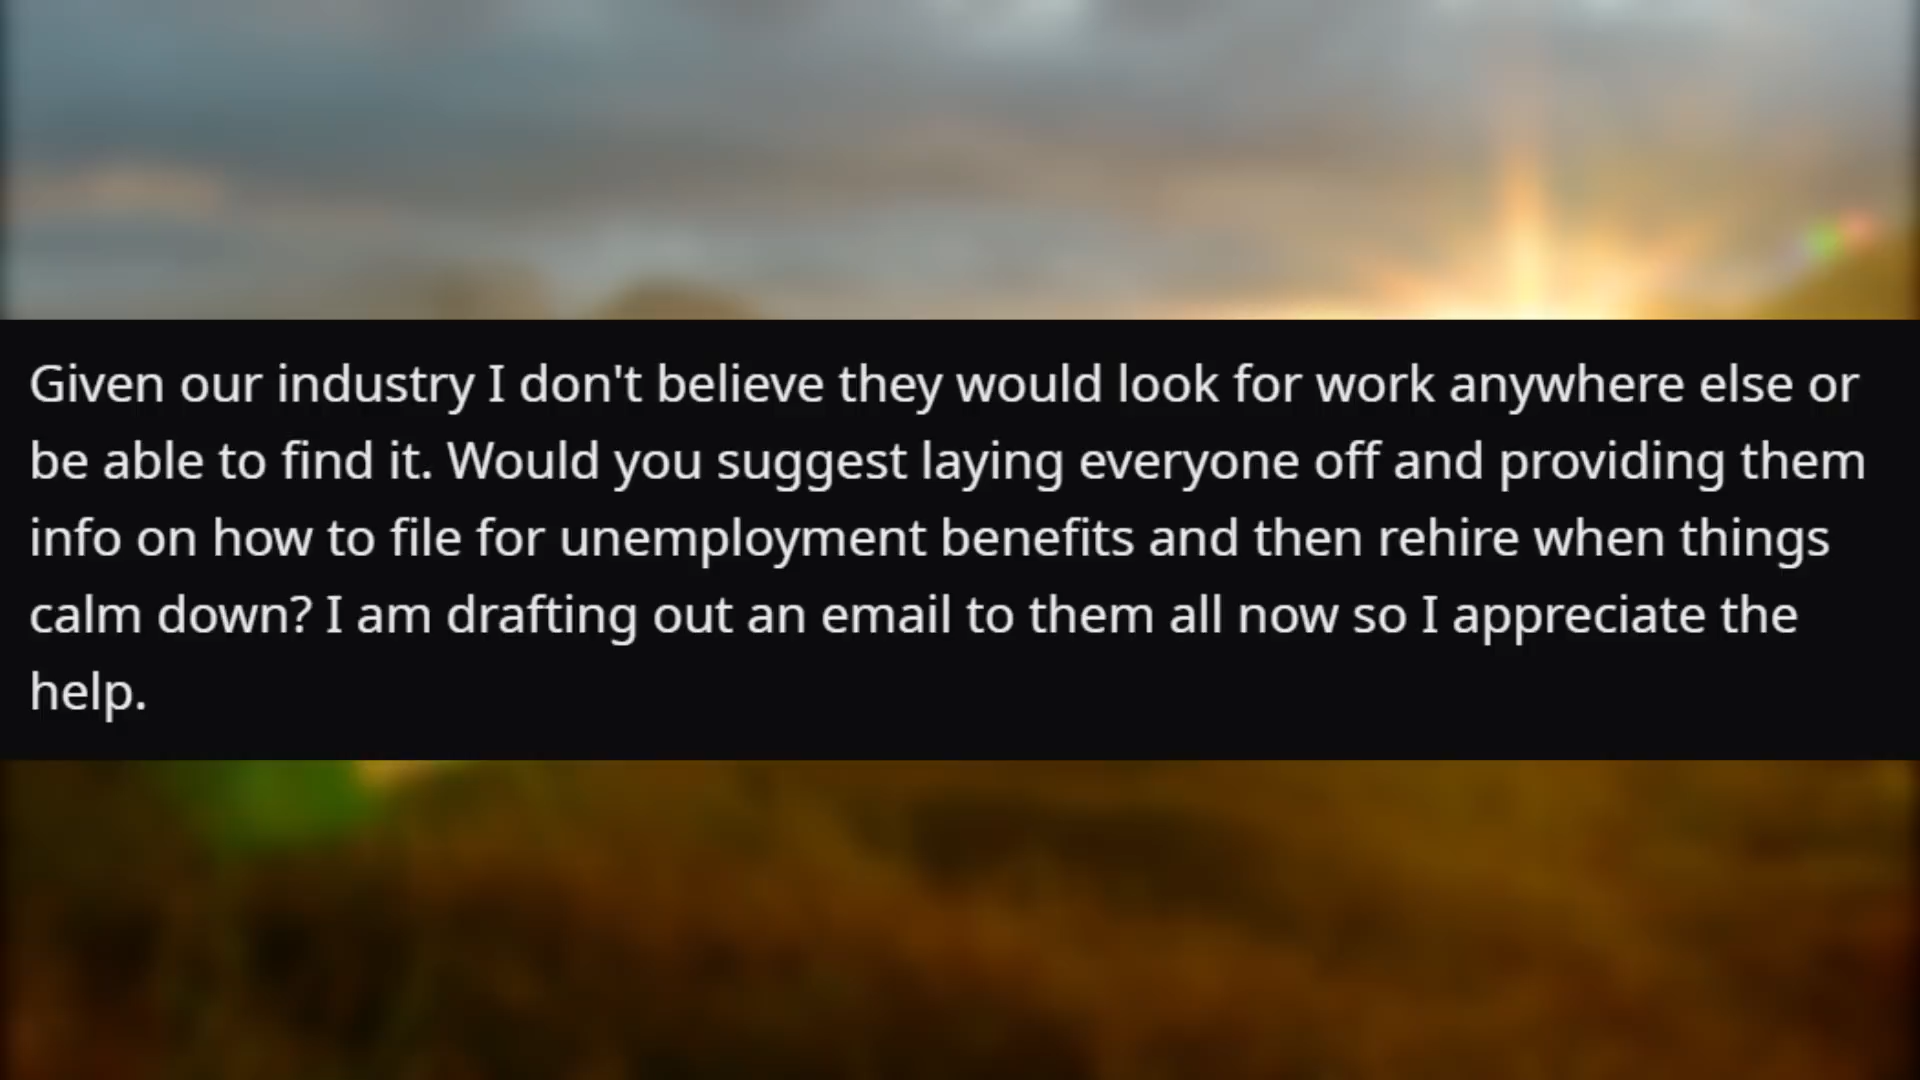 Given our industry I don't believe they would look for work anywhere else or
be able to find it. Would you suggest laying everyone off and providing them
info on how to file for unemployment benefits and then rehire when things
calm down? I am drafting out an email to them all now so I appreciate the
help.